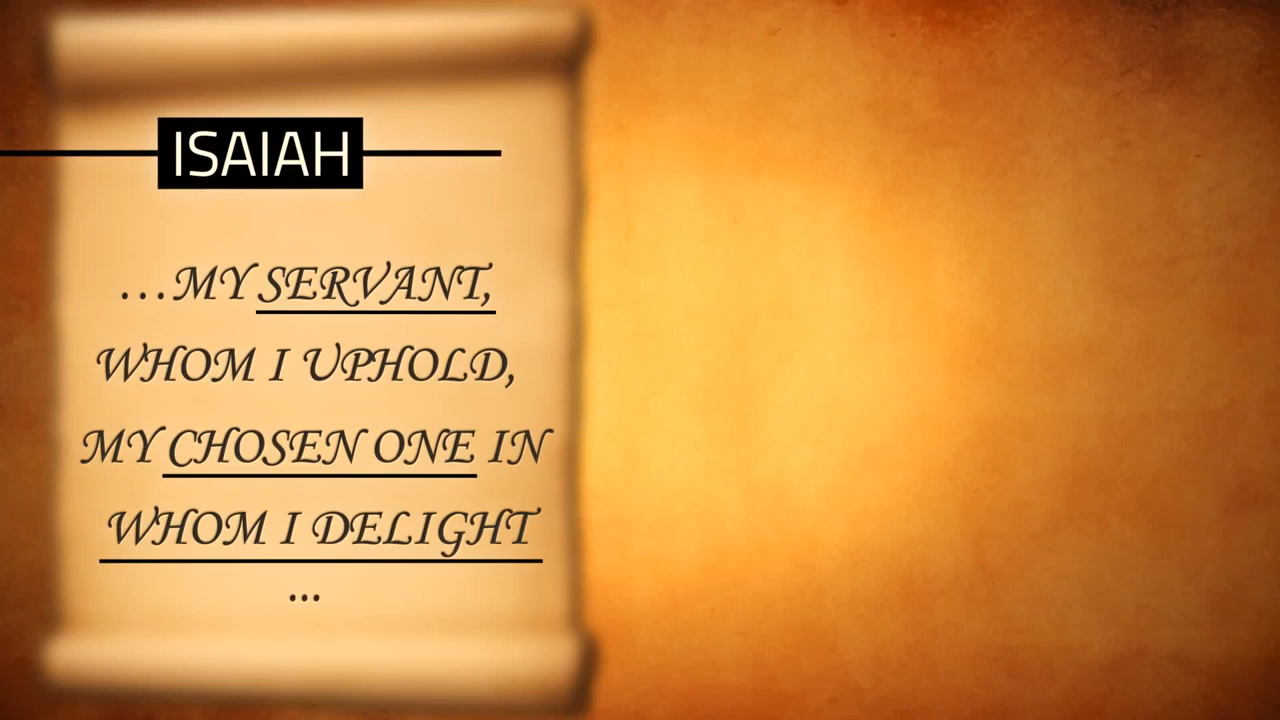 ISAIAH
...MY SERVANT,
WHOM I UPHOLD,
MY CHOSEN ONE IN
WHOM I DELIGHT
...